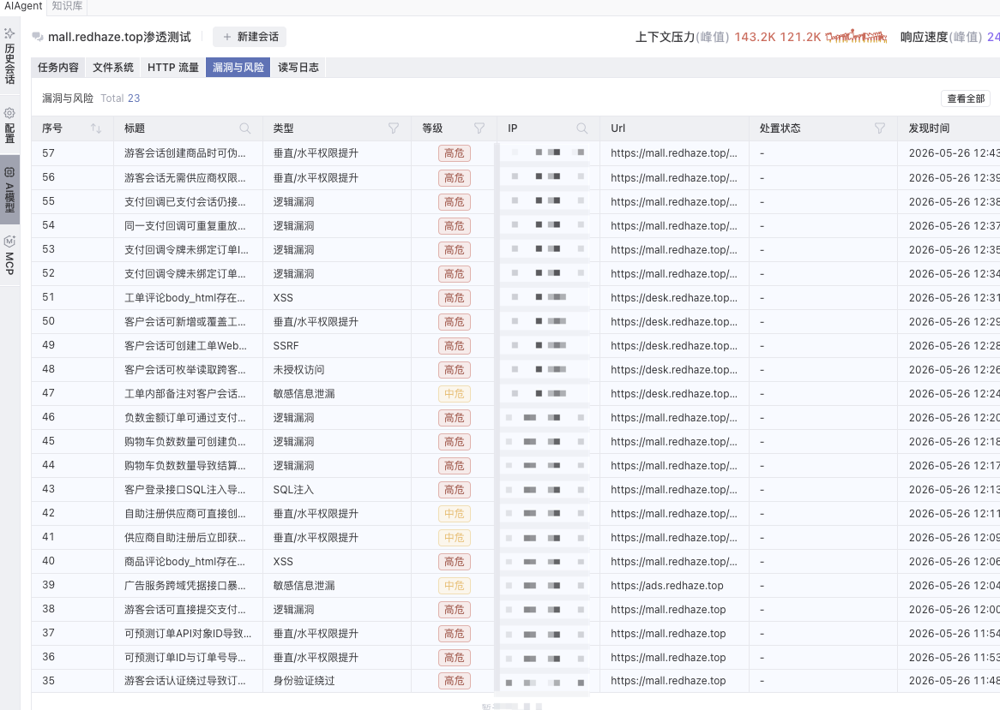 AIAgent 知识库
历史会话
配置
AI模型
MCP
mall.redhaze.top渗透测试 + 新建会话 上下文压力(峰值) 143.2K 121.2K 响应速度(峰值) 24
任务内容 文件系统 HTTP 流量 漏洞与风险 读写日志
漏洞与风险 Total 23 查看全部
序号 标题 类型 等级 IP Url 处置状态 发现时间
57 游客会话创建商品时可伪... 垂直/水平权限提升 高危 https://mall.redhaze.top/... - 2026-05-26 12:43
56 游客会话无需供应商权限... 垂直/水平权限提升 高危 https://mall.redhaze.top/... - 2026-05-26 12:39
55 支付回调已支付会话仍接... 逻辑漏洞 高危 https://mall.redhaze.top/... - 2026-05-26 12:38
54 同一支付回调可重复重放... 逻辑漏洞 高危 https://mall.redhaze.top/... - 2026-05-26 12:37
53 支付回调令牌未绑定订单I... 逻辑漏洞 高危 https://mall.redhaze.top/... - 2026-05-26 12:35
52 支付回调令牌未绑定订单... 逻辑漏洞 高危 https://mall.redhaze.top/... - 2026-05-26 12:34
51 工单评论body_html存在... XSS 高危 https://desk.redhaze.top... - 2026-05-26 12:31
50 客户会话可新增或覆盖工... 垂直/水平权限提升 高危 https://desk.redhaze.top... - 2026-05-26 12:29
49 客户会话可创建工单Web... SSRF 高危 https://desk.redhaze.top... - 2026-05-26 12:28
48 客户会话可枚举读取跨客... 未授权访问 高危 https://desk.redhaze.top... - 2026-05-26 12:26
47 工单内部备注对客户会话... 敏感信息泄漏 中危 https://desk.redhaze.top... - 2026-05-26 12:24
46 负数金额订单可通过支付... 逻辑漏洞 高危 https://mall.redhaze.top/... - 2026-05-26 12:20
45 购物车负数数量可创建负... 逻辑漏洞 高危 https://mall.redhaze.top/... - 2026-05-26 12:18
44 购物车负数数量导致结算... 逻辑漏洞 高危 https://mall.redhaze.top/... - 2026-05-26 12:17
43 客户登录接口SQL注入导... SQL注入 高危 https://mall.redhaze.top/... - 2026-05-26 12:13
42 自助注册供应商可直接创... 垂直/水平权限提升 中危 https://mall.redhaze.top/... - 2026-05-26 12:11
41 供应商自助注册后立即获... 垂直/水平权限提升 中危 https://mall.redhaze.top/... - 2026-05-26 12:09
40 商品评论body_html存在... XSS 高危 https://mall.redhaze.top/... - 2026-05-26 12:06
39 广告服务跨域凭据接口暴... 敏感信息泄漏 中危 https://ads.redhaze.top - 2026-05-26 12:04
38 游客会话可直接提交支付... 逻辑漏洞 高危 https://mall.redhaze.top - 2026-05-26 12:00
37 可预测订单API对象ID导致... 垂直/水平权限提升 高危 https://mall.redhaze.top - 2026-05-26 11:54
36 可预测订单ID与订单号导... 垂直/水平权限提升 高危 https://mall.redhaze.top - 2026-05-26 11:53
35 游客会话认证绕过导致订... 身份验证绕过 高危 https://mall.redhaze.top - 2026-05-26 11:48